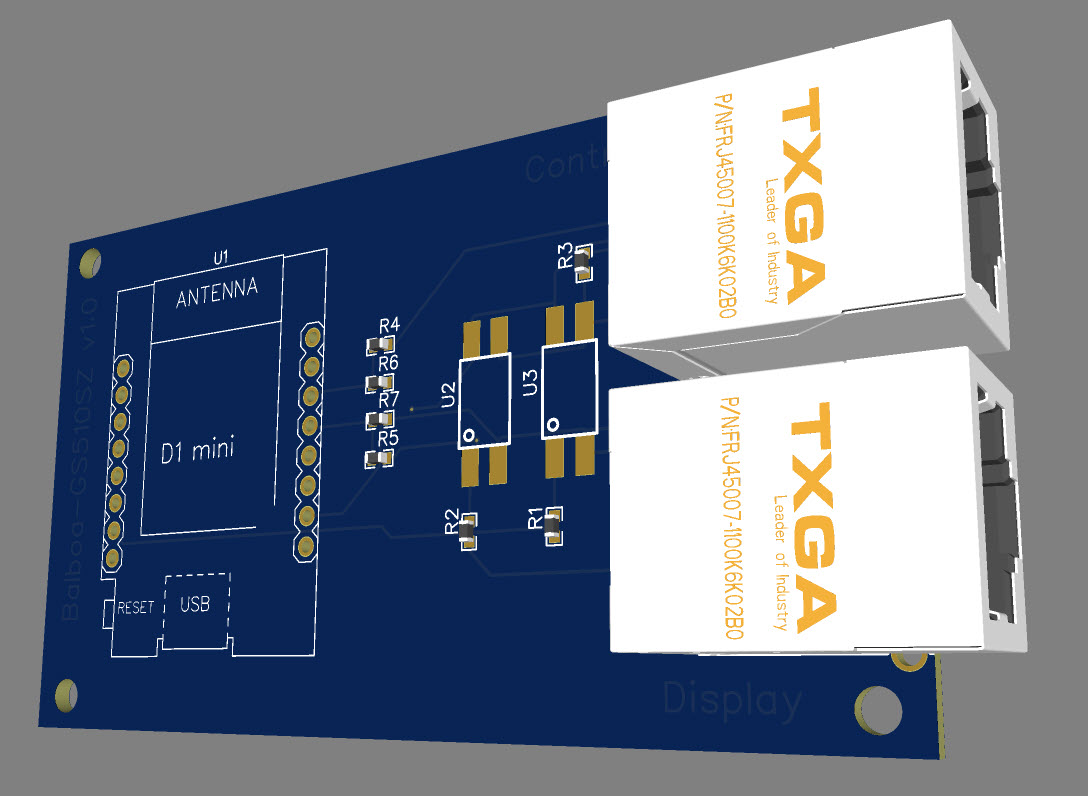 Balboa-GS510SZ v1.0
U1
ANTENNA
D1 mini
RESET
USB
R4
R6
R7
R5
U2
U3
R3
R2
R1
TXGA
Leader of Industry
P/N:FRJ45007-1100K6K02B0
TXGA
Leader of Industry
P/N:FRJ45007-1100K6K02B0
Display